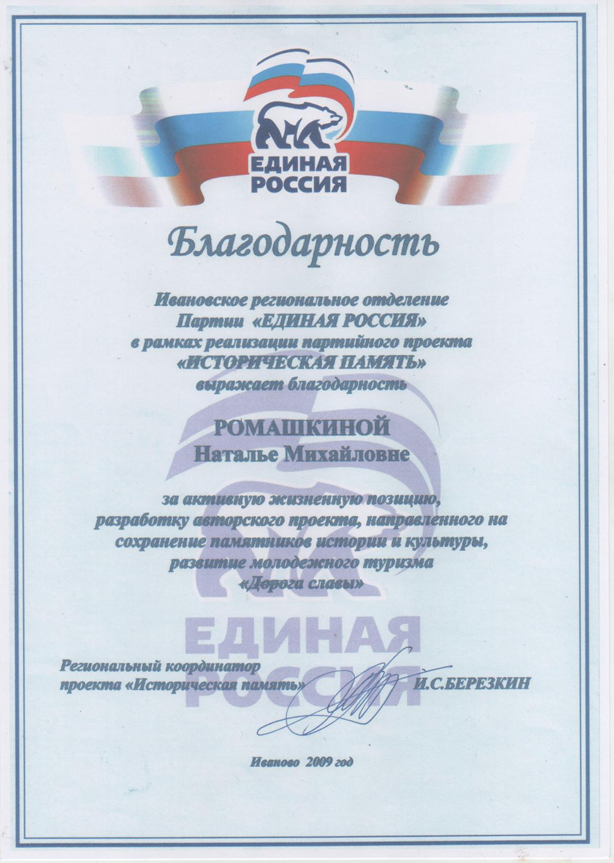 ЕДИНАЯ
РОССИЯ
Благодарность
Ивановское региональное отделение
Партии «ЕДИНАЯ РОССИЯ»
в рамках реализации партийного проекта
«ИСТОРИЧЕСКАЯ ПАМЯТЬ»
выражает благодарность
РОМАШКИНОЙ
Наталье Михайловне
за активную жизненную позицию,
разработку авторского проекта, направленного на
сохранение памятников истории и культуры,
развитие молодежного туризма
«Дорога славы»
ЕДИНАЯ
РОССИЯ
Региональный координатор
проекта «Историческая память» И.С.БЕРЕЗКИН
Иваново 2009 год